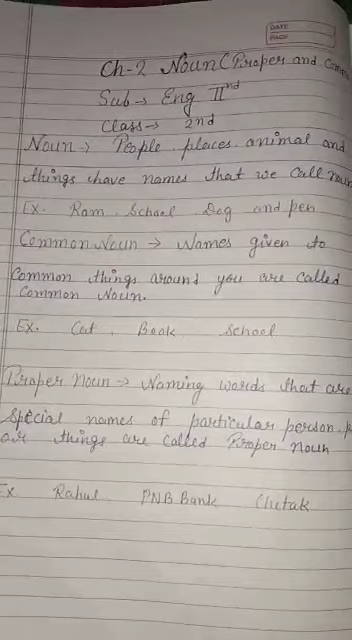 DATE
PAGE
Ch-2 Noun (Proper and
Sub → Eng IInd
Class → 2nd
Noun → People places animal and
things have names that we call noun
Ex. Ram School Dog and pen
Common Noun → Names given to
Common things around you are called
Common Noun.
Ex. Cat, Book School
Proper Noun → Naming words that are
Special names of particular person
or things are called Proper noun
Ex Rahul PNB Bank Chetak